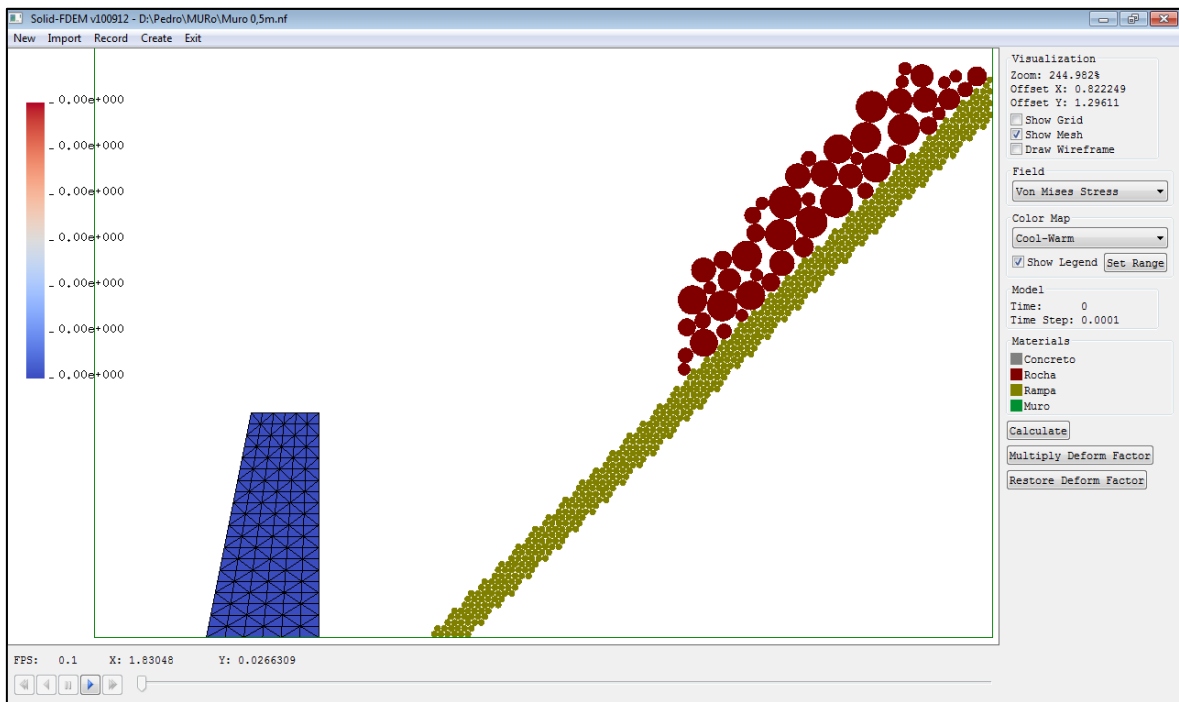 Solid-FDEM v100912 - D:\Pedro\MURo\Muro 0,5m.nf
New Import Record Create Exit
0.00e+000
0.00e+000
0.00e+000
0.00e+000
0.00e+000
0.00e+000
0.00e+000
Visualization
Zoom: 244.982%
Offset X: 0.822249
Offset Y: 1.29611
Show Grid
Show Mesh
Draw Wireframe
Field
Von Mises Stress
Color Map
Cool-Warm
Show Legend Set Range
Model
Time: 0
Time Step: 0.0001
Materials
Concreto
Rocha
Rampa
Muro
Calculate
Multiply Deform Factor
Restore Deform Factor
FPS: 0.1 X: 1.83048 Y: 0.0266309